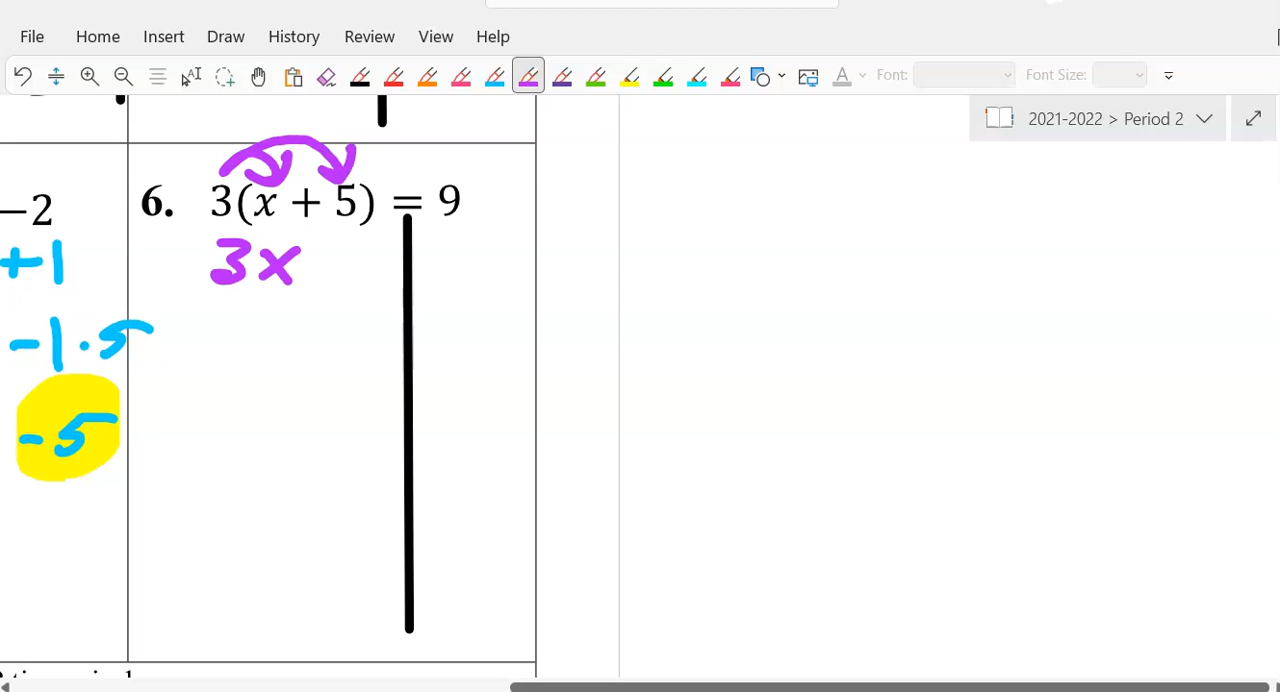 File Home Insert Draw History Review View Help
Font: Font Size:
2021-2022 > Period 2
−2
+1
-1·5
-5
6. 3(x + 5) = 9
3x